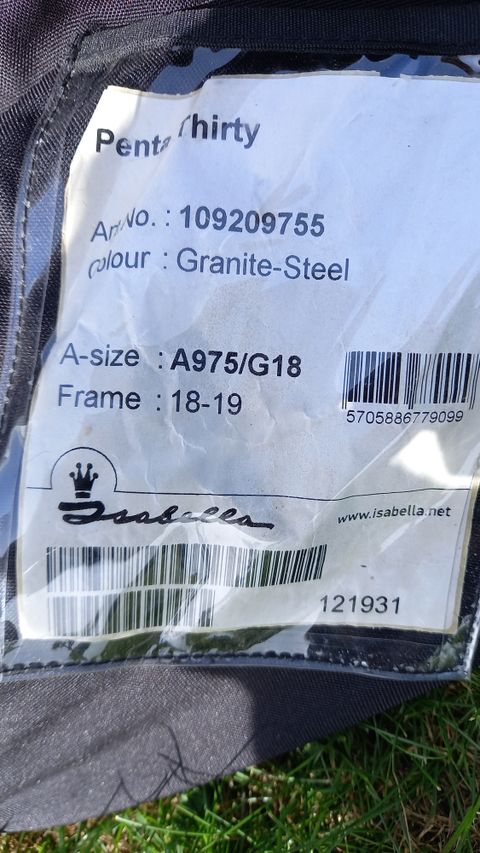 Penta Thirty
Art No. : 109209755
Colour : Granite-Steel
A-size : A975/G18
Frame : 18-19
5705886779099
Isabella
www.isabella.net
121931